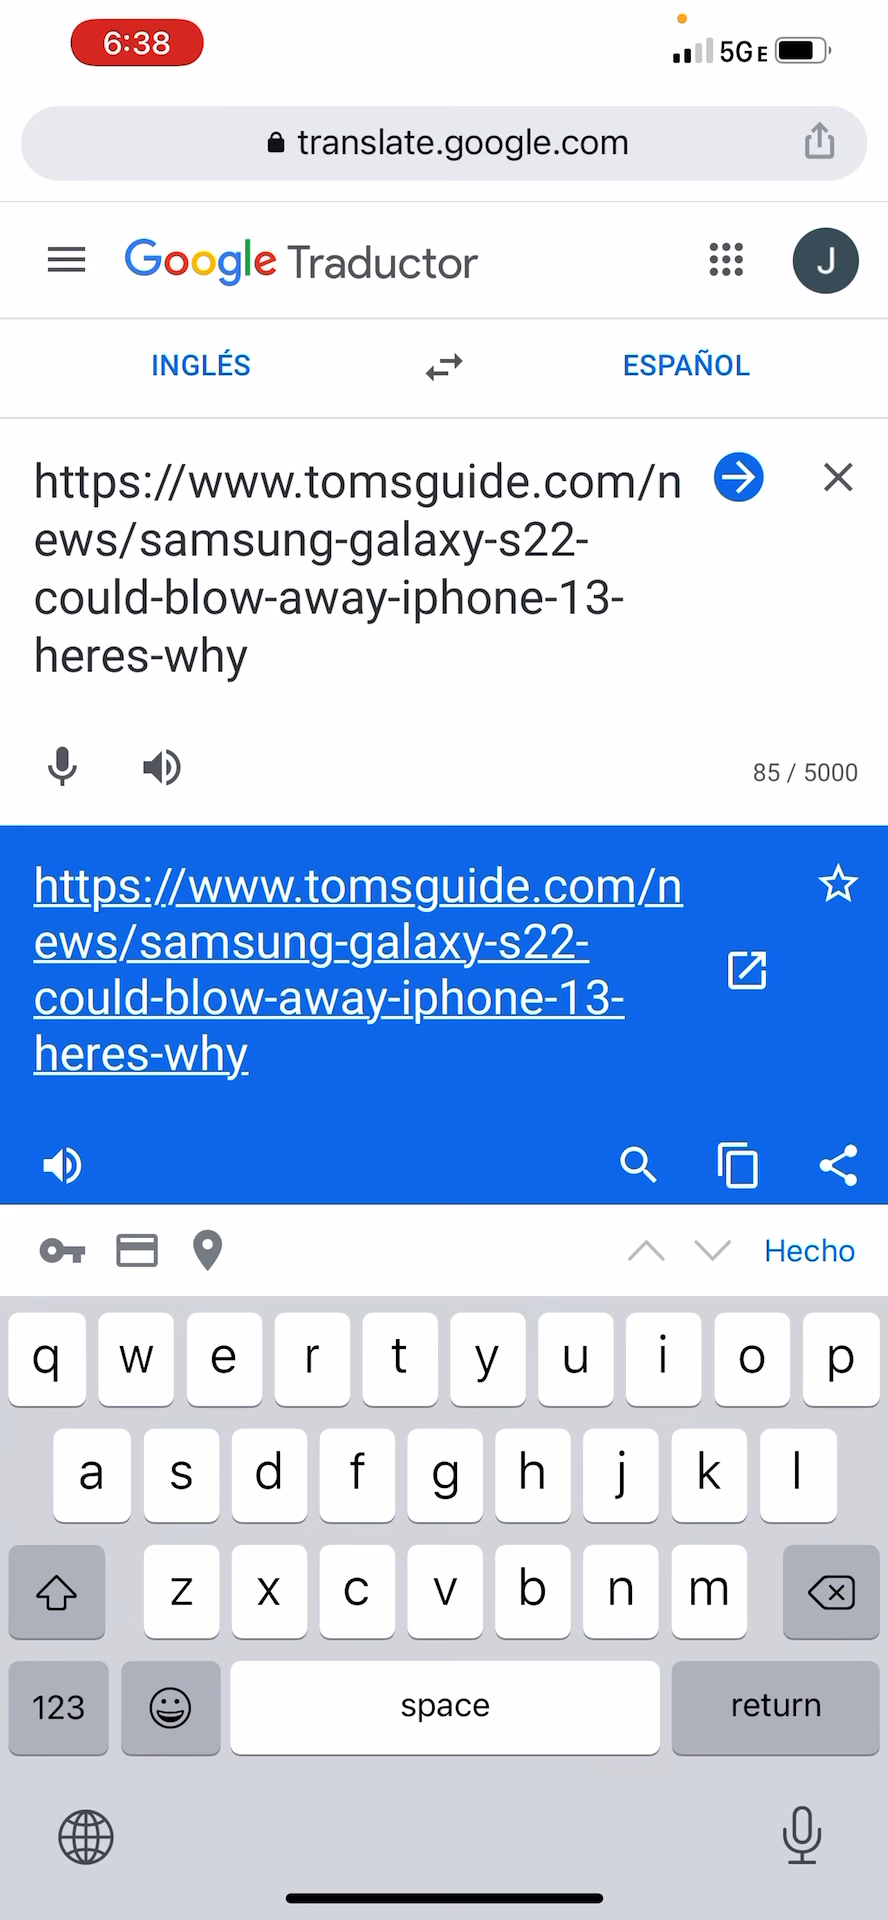 6:38
5GE
translate.google.com
Google Traductor
J
INGLÉS
ESPAÑOL
https://www.tomsguide.com/n
ews/samsung-galaxy-s22-
could-blow-away-iphone-13-
heres-why
85 / 5000
https://www.tomsguide.com/n
ews/samsung-galaxy-s22-
could-blow-away-iphone-13-
heres-why
Hecho
q w e r t y u i o p
a s d f g h j k l
z x c v b n m
123 space return